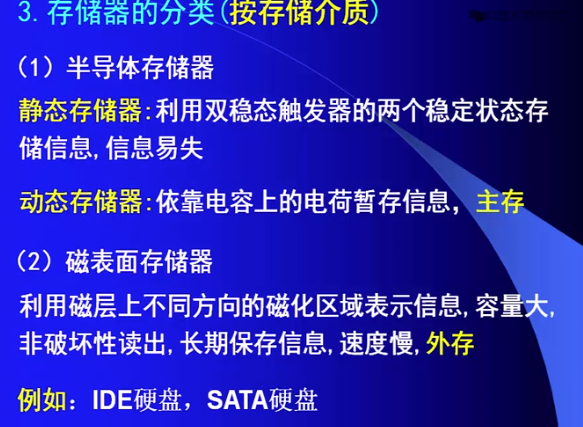 3.存储器的分类(按存储介质)
（1）半导体存储器
静态存储器:利用双稳态触发器的两个稳定状态存
储信息,信息易失
动态存储器:依靠电容上的电荷暂存信息，主存
（2）磁表面存储器
利用磁层上不同方向的磁化区域表示信息,容量大,
非破坏性读出,长期保存信息,速度慢,外存
例如：IDE硬盘，SATA硬盘